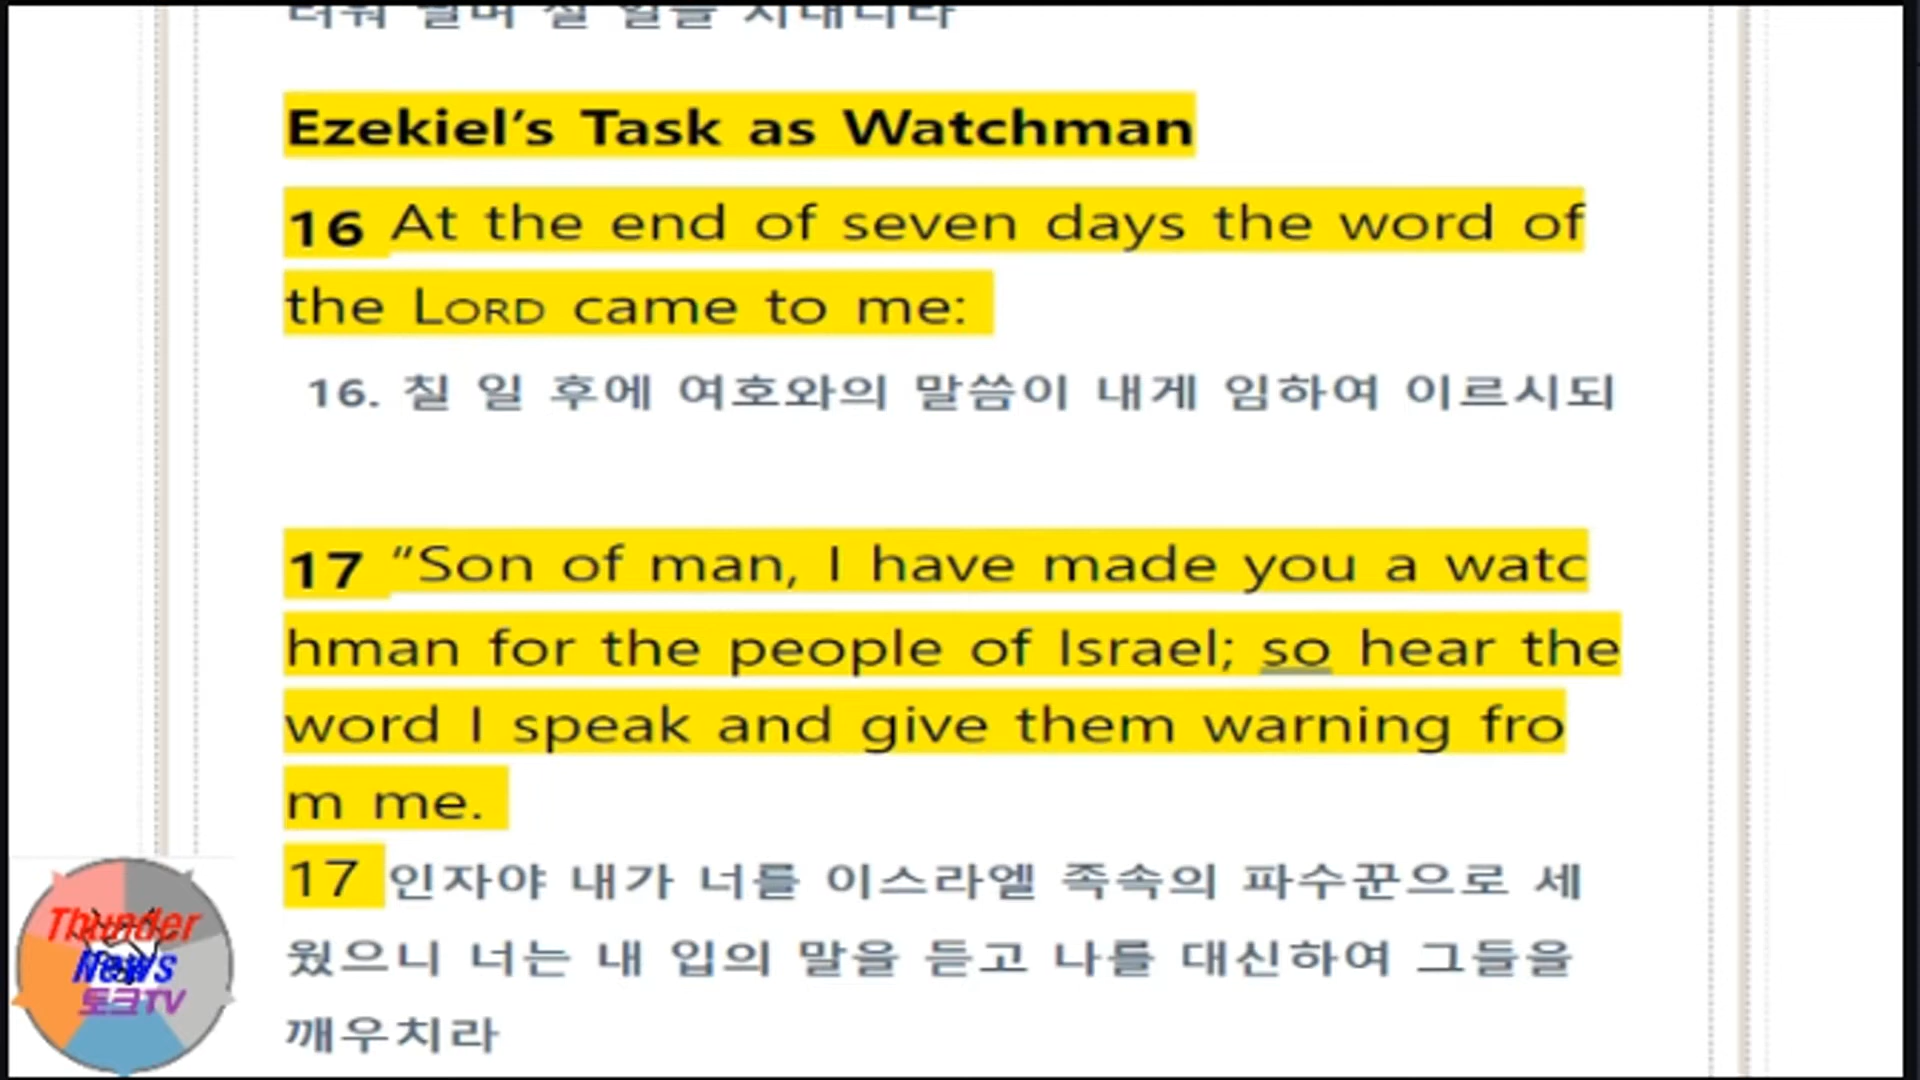 Ezekiel’s Task as Watchman
16 At the end of seven days the word of
the LORD came to me:
16. 칠 일 후에 여호와의 말씀이 내게 임하여 이르시되
17 “Son of man, I have made you a watc
hman for the people of Israel; so hear the
word I speak and give them warning fro
m me.
17 인자야 내가 너를 이스라엘 족속의 파수꾼으로 세
웠으니 너는 내 입의 말을 듣고 나를 대신하여 그들을
깨우치라
Thunder
News
토크TV